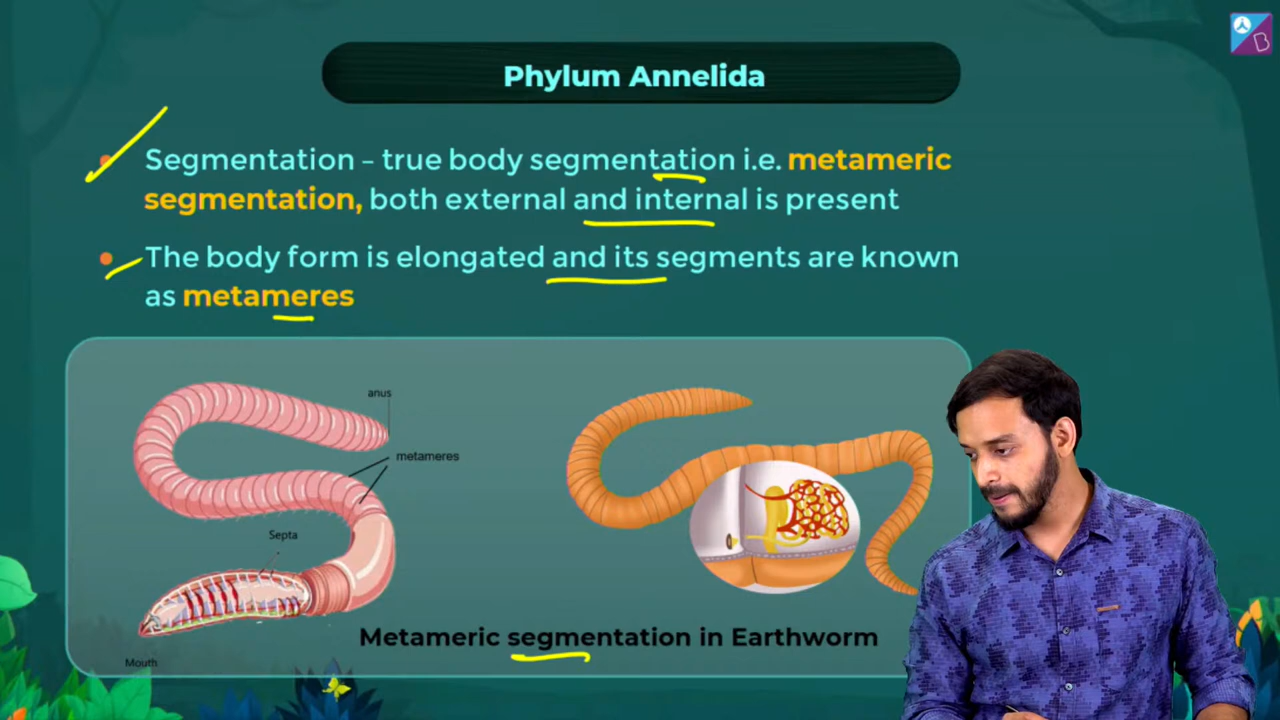 Phylum Annelida
Segmentation – true body segmentation i.e. metameric
segmentation, both external and internal is present
The body form is elongated and its segments are known
as metameres
anus
metameres
Septa
Mouth
Metameric segmentation in Earthworm
B